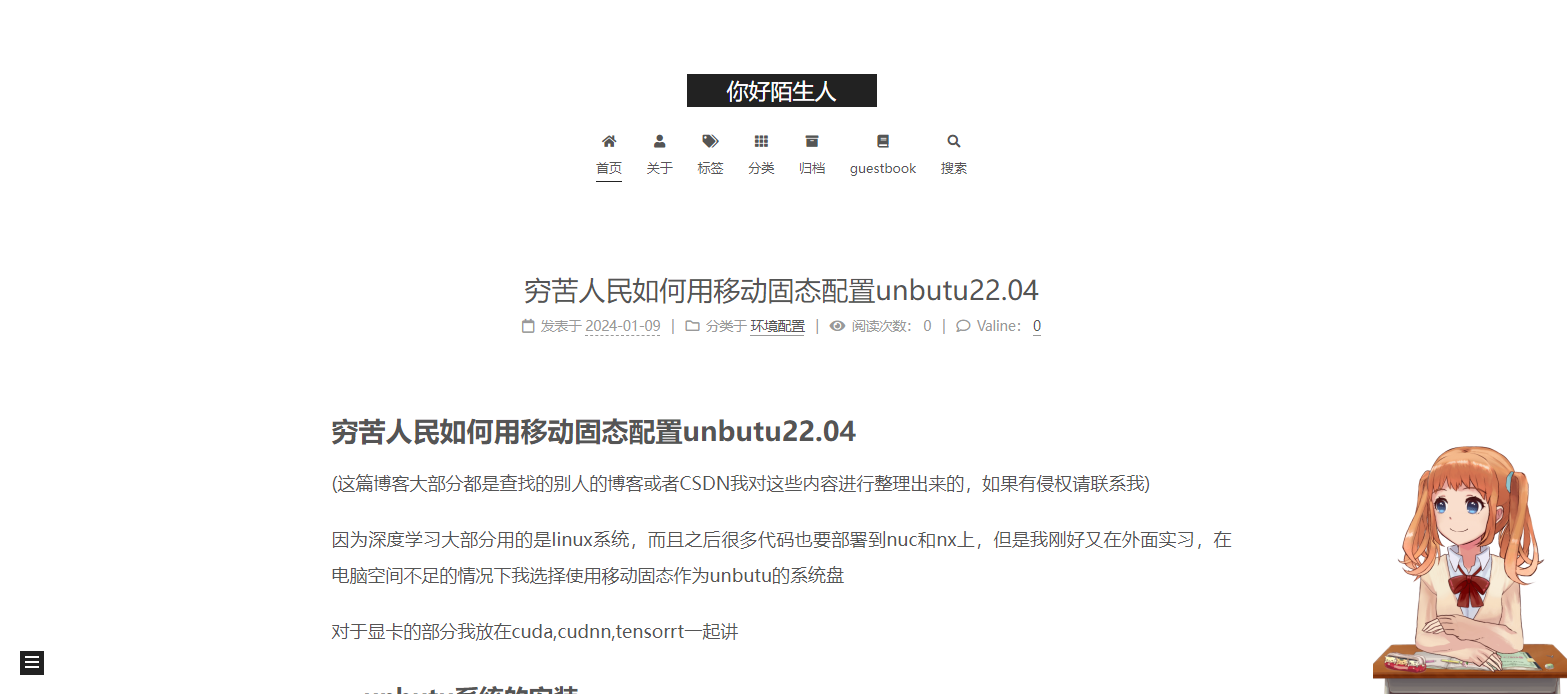 你好陌生人
首页 关于 标签 分类 归档 guestbook 搜索
穷苦人民如何用移动固态配置unbutu22.04
发表于 2024-01-09 | 分类于 环境配置 | 阅读次数： 0 | Valine： 0
穷苦人民如何用移动固态配置unbutu22.04
(这篇博客大部分都是查找的别人的博客或者CSDN我对这些内容进行整理出来的，如果有侵权请联系我)
因为深度学习大部分用的是linux系统，而且之后很多代码也要部署到nuc和nx上，但是我刚好又在外面实习，在
电脑空间不足的情况下我选择使用移动固态作为unbutu的系统盘
对于显卡的部分我放在cuda,cudnn,tensorrt一起讲
unbutu系统的安装